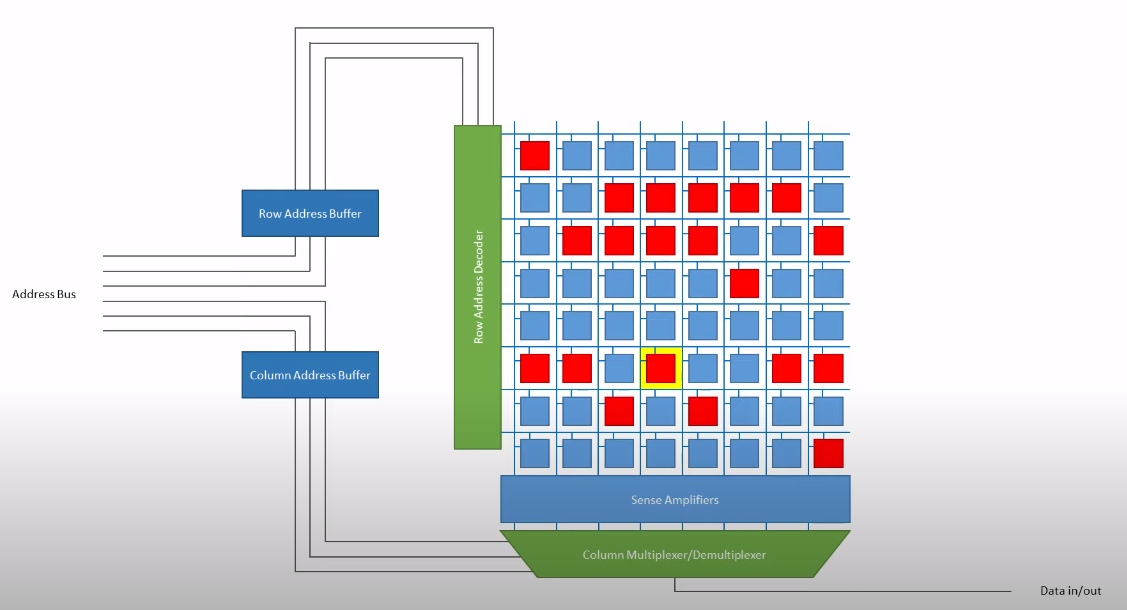 Row Address Buffer
Address Bus
Column Address Buffer
Row Address Decoder
Sense Amplifiers
Column Multiplexer/Demultiplexer
Data in/out